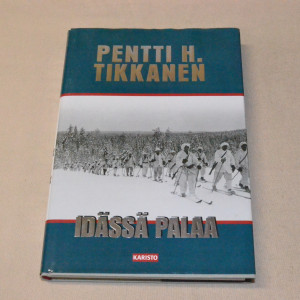 PENTTI H.
TIKKANEN
IDÄSSÄ PALAA
KARISTO